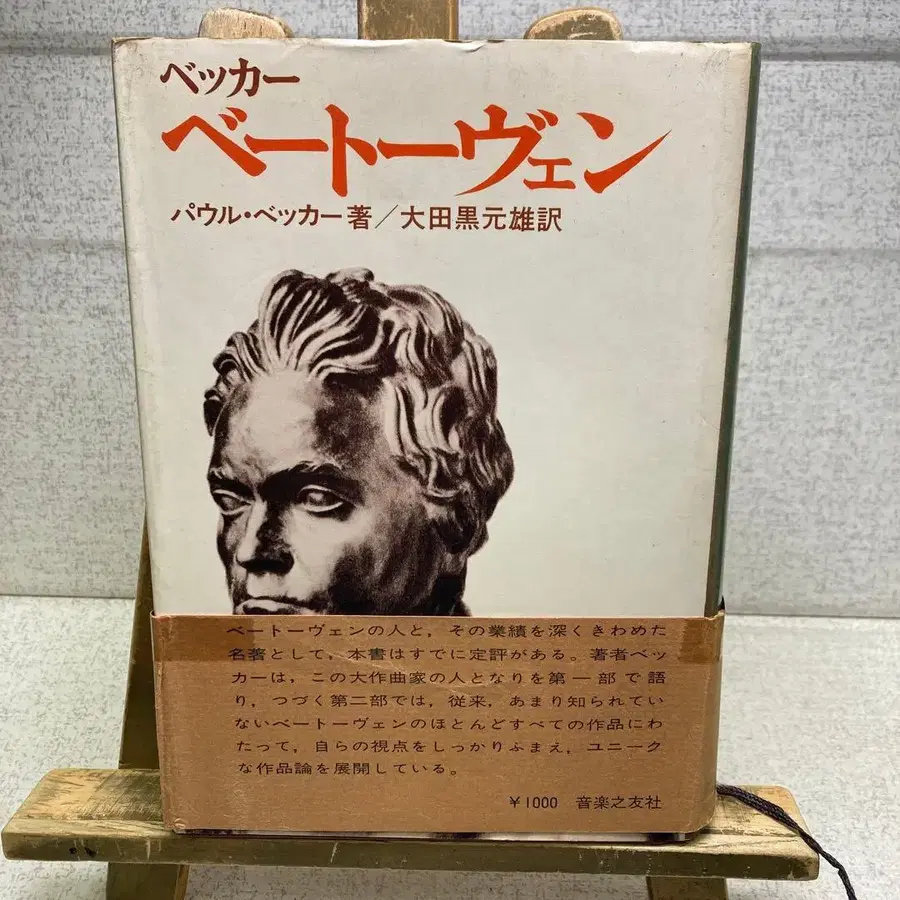 ベッカー
ベートーヴェン
パウル・ベッカー著／大田黒元雄訳
ベートーヴェンの人と，その業績を深くきわめた
名著として，本書はすでに定評がある。著者ベッ
カーは，この大作曲家の人となりを第一部で語
り，つづく第二部では，従来，あまり知られてい
ないベートーヴェンのほとんどすべての作品にわ
たって，自らの視点をしっかりふまえ，ユニーク
な作品論を展開している。
￥1000 音楽之友社